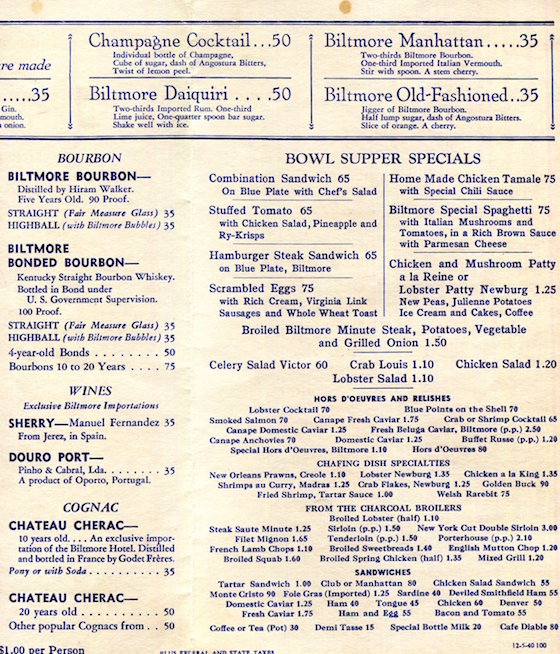 Champagne Cocktail...50
Individual bottle of Champagne,
Cube of sugar, dash of Angostura Bitters,
Twist of lemon peel.
Biltmore Manhattan.....35
Two-thirds Biltmore Bourbon.
One-third Imported Italian Vermouth.
Stir with spoon. A stem cherry.
re made
.....35
Gin.
mouth.
onion.
Biltmore Daiquiri ....50
Two-thirds Imported Rum. One-third
Lime juice, One-quarter spoon bar sugar.
Shake well with ice.
Biltmore Old-Fashioned..35
Jigger of Biltmore Bourbon.
Half lump sugar, dash of Angostura Bitters.
Slice of orange. A cherry.
BOURBON
BILTMORE BOURBON—
Distilled by Hiram Walker.
Five Years Old. 90 Proof.
STRAIGHT (Fair Measure Glass) 35
HIGHBALL (with Biltmore Bubbles) 35
BILTMORE
BONDED BOURBON—
Kentucky Straight Bourbon Whiskey.
Bottled in Bond under
U. S. Government Supervision.
100 Proof.
STRAIGHT (Fair Measure Glass) 35
HIGHBALL (with Biltmore Bubbles) 35
4-year-old Bonds ........ 50
Bourbons 10 to 20 Years .... 75
WINES
Exclusive Biltmore Importations
SHERRY—Manuel Fernandez 35
From Jerez, in Spain.
DOURO PORT—
Pinho & Cabral, Lda. ....... 35
A product of Oporto, Portugal.
COGNAC
CHATEAU CHERAC—
10 years old.... An exclusive impor-
tation of the Biltmore Hotel. Distilled
and bottled in France by Godet Frères.
Pony or with Soda...........35
CHATEAU CHERAC—
20 years old .......... 50
Other popular Cognacs from .. 50
$1.00 per Person
BOWL SUPPER SPECIALS
Combination Sandwich 65
On Blue Plate with Chef's Salad
Stuffed Tomato 65
with Chicken Salad, Pineapple and
Ry-Krisps
Hamburger Steak Sandwich 65
on Blue Plate, Biltmore
Scrambled Eggs 75
with Rich Cream, Virginia Link
Sausages and Whole Wheat Toast
Home Made Chicken Tamale 75
with Special Chili Sauce
Biltmore Special Spaghetti 75
with Italian Mushrooms and
Tomatoes, in a Rich Brown Sauce
with Parmesan Cheese
Chicken and Mushroom Patty
a la Reine or
Lobster Patty Newburg 1.25
New Peas, Julienne Potatoes
Ice Cream and Cakes, Coffee
Broiled Biltmore Minute Steak, Potatoes, Vegetable
and Grilled Onion 1.50
Celery Salad Victor 60 Crab Louis 1.10 Chicken Salad 1.20
Lobster Salad 1.10
HORS D'OEUVRES AND RELISHES
Lobster Cocktail 70 Blue Points on the Shell 70
Smoked Salmon 70 Canape Fresh Caviar 1.75 Crab or Shrimp Cocktail 65
Canape Domestic Caviar 1.25 Fresh Beluga Caviar, Biltmore (p.p.) 2.50
Canape Anchovies 70 Domestic Caviar 1.25 Buffet Russe (p.p.) 1.20
Special Hors d'Oeuvres, Biltmore 1.10 Hors d'Oeuvres 80
CHAFING DISH SPECIALTIES
New Orleans Prawns, Creole 1.10 Lobster Newburg 1.35 Chicken a la King 1.35
Shrimps au Curry, Madras 1.25 Crab Flakes, Newburg 1.25 Golden Buck 90
Fried Shrimp, Tartar Sauce 1.00 Welsh Rarebit 75
FROM THE CHARCOAL BROILERS
Broiled Lobster (half) 1.10
Steak Saute Minute 1.25 Sirloin (p.p.) 1.50 New York Cut Double Sirloin 3.00
Filet Mignon 1.65 Tenderloin (p.p.) 1.50 Porterhouse (p.p.) 2.10
French Lamb Chops 1.10 Broiled Sweetbreads 1.40 English Mutton Chop 1.20
Broiled Squab 1.60 Broiled Spring Chicken (half) 1.35 Mixed Grill 1.20
SANDWICHES
Tartar Sandwich 1.00 Club or Manhattan 80 Chicken Salad Sandwich 55
Monte Cristo 90 Foie Gras (Imported) 1.25 Sardine 40 Deviled Smithfield Ham 55
Domestic Caviar 1.25 Ham 40 Tongue 45 Chicken 60 Denver 50
Fresh Caviar 1.75 Ham and Egg 55 Bacon and Tomato 55
Coffee or Tea (Pot) 30 Demi Tasse 15 Special Bottle Milk 20 Cafe Diable 80
PLUS FEDERAL AND STATE TAXES
12-5-40 100